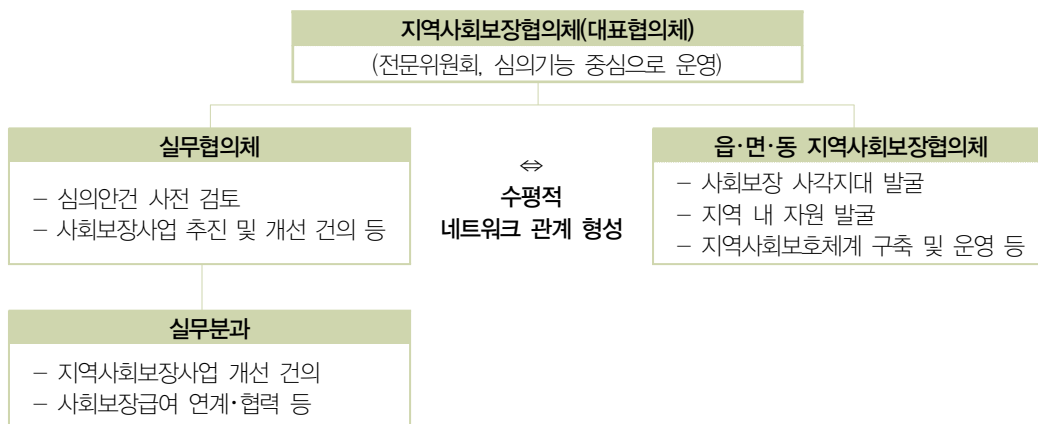 지역사회보장협의체(대표협의체)
(전문위원회, 심의기능 중심으로 운영)
실무협의체
– 심의안건 사전 검토
– 사회보장사업 추진 및 개선 건의 등
⇔
수평적
네트워크 관계 형성
읍·면·동 지역사회보장협의체
– 사회보장 사각지대 발굴
– 지역 내 자원 발굴
– 지역사회보호체계 구축 및 운영 등
실무분과
– 지역사회보장사업 개선 건의
– 사회보장급여 연계·협력 등